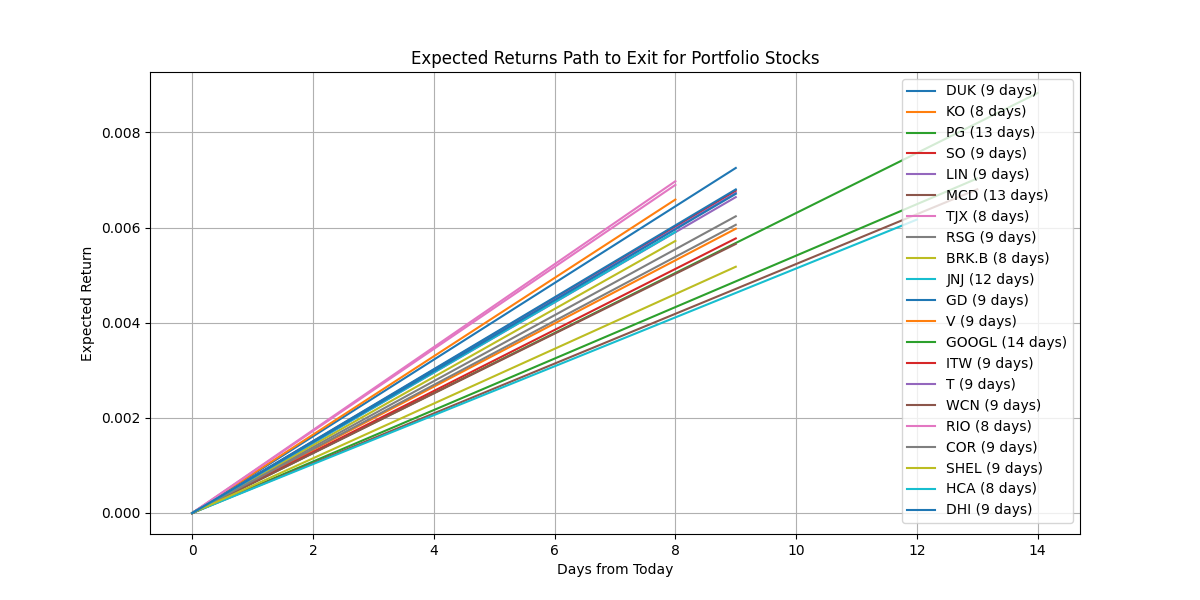 Expected Returns Path to Exit for Portfolio Stocks
Expected Return
0.008
0.006
0.004
0.002
0.000
0
2
4
6
8
10
12
14
Days from Today
DUK (9 days)
KO (8 days)
PG (13 days)
SO (9 days)
LIN (9 days)
MCD (13 days)
TJX (8 days)
RSG (9 days)
BRK.B (8 days)
JNJ (12 days)
GD (9 days)
V (9 days)
GOOGL (14 days)
ITW (9 days)
T (9 days)
WCN (9 days)
RIO (8 days)
COR (9 days)
SHEL (9 days)
HCA (8 days)
DHI (9 days)